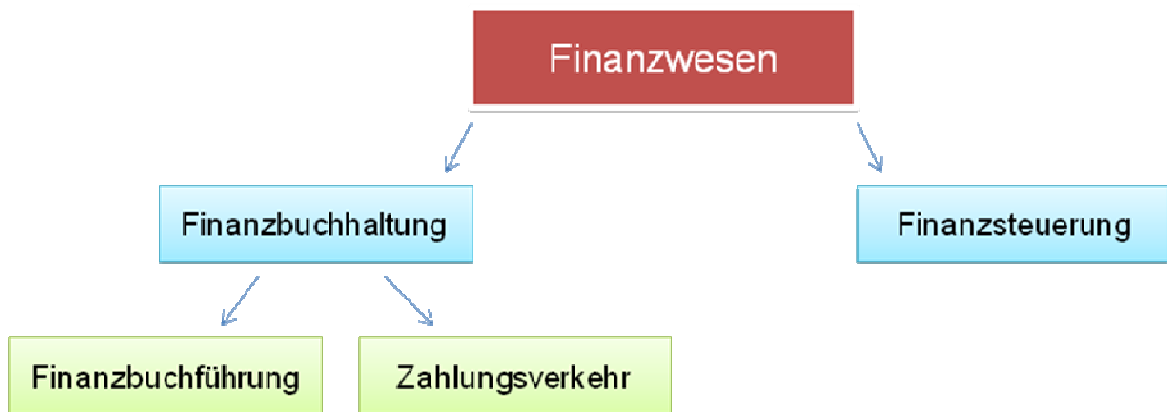 Finanzwesen
Finanzbuchhaltung
Finanzsteuerung
Finanzbuchführung
Zahlungsverkehr